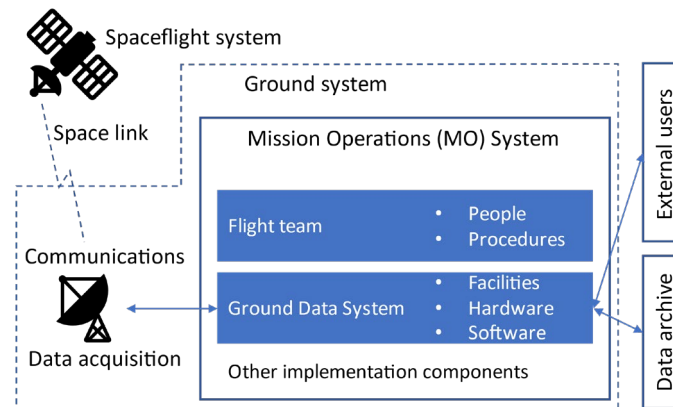 Spaceflight system
Ground system
Space link
Mission Operations (MO) System
Flight team
• People
• Procedures
Communications
Data acquisition
Ground Data System
• Facilities
• Hardware
• Software
Other implementation components
External users
Data archive